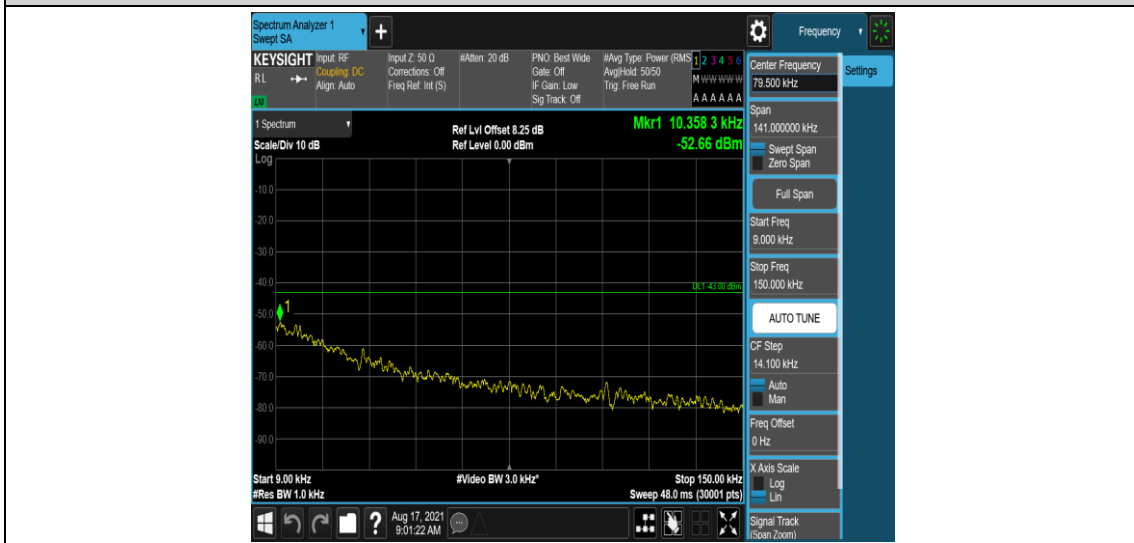 Spectrum Analyzer 1
Swept SA
Frequency
KEYSIGHT
RL
LXI
Input: RF
Coupling: DC
Align: Auto
Input Z: 50 Ω
Corrections: Off
Freq Ref: Int (S)
#Atten: 20 dB
PNO: Best Wide
Gate: Off
IF Gain: Low
Sig Track: Off
#Avg Type: Power (RMS
Avg|Hold: 50/50
Trig: Free Run
1 2 3 4 5 6
M W W W W W
A A A A A A
Center Frequency
79.500 kHz
Settings
Span
141.000000 kHz
Swept Span
Zero Span
Full Span
Start Freq
9.000 kHz
Stop Freq
150.000 kHz
AUTO TUNE
CF Step
14.100 kHz
Auto
Man
Freq Offset
0 Hz
X Axis Scale
Log
Lin
Signal Track
(Span Zoom)
1 Spectrum
Scale/Div 10 dB
Ref Lvl Offset 8.25 dB
Ref Level 0.00 dBm
Mkr1 10.358 3 kHz
-52.66 dBm
Log
-10.0
-20.0
-30.0
-40.0
DL1 -43.00 dBm
-50.0
1
-60.0
-70.0
-80.0
-90.0
Start 9.00 kHz
#Video BW 3.0 kHz*
Stop 150.00 kHz
#Res BW 1.0 kHz
Sweep 48.0 ms (30001 pts)
?
Aug 17, 2021
9:01:22 AM